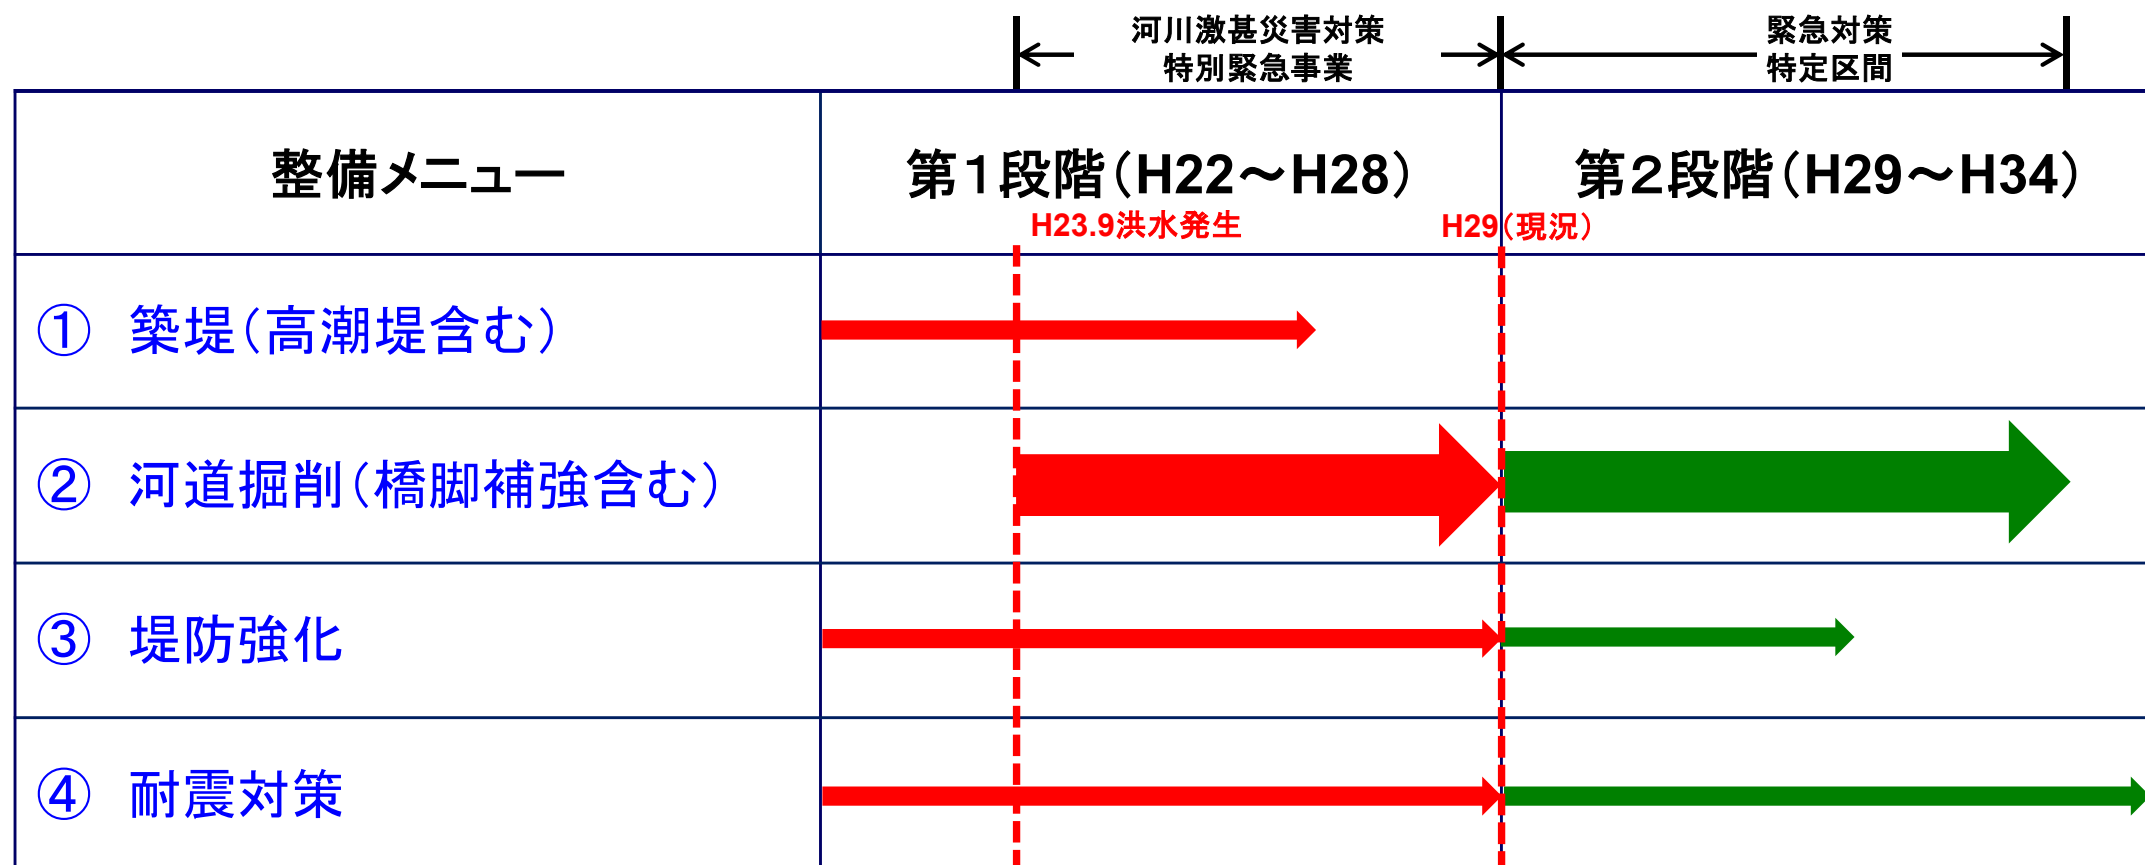 河川激甚災害対策
特別緊急事業
緊急対策
特定区間
整備メニュー
第１段階（H22～H28）
第２段階（H29～H34）
H23.9洪水発生
H29（現況）
① 築堤（高潮堤含む）
② 河道掘削（橋脚補強含む）
③ 堤防強化
④ 耐震対策